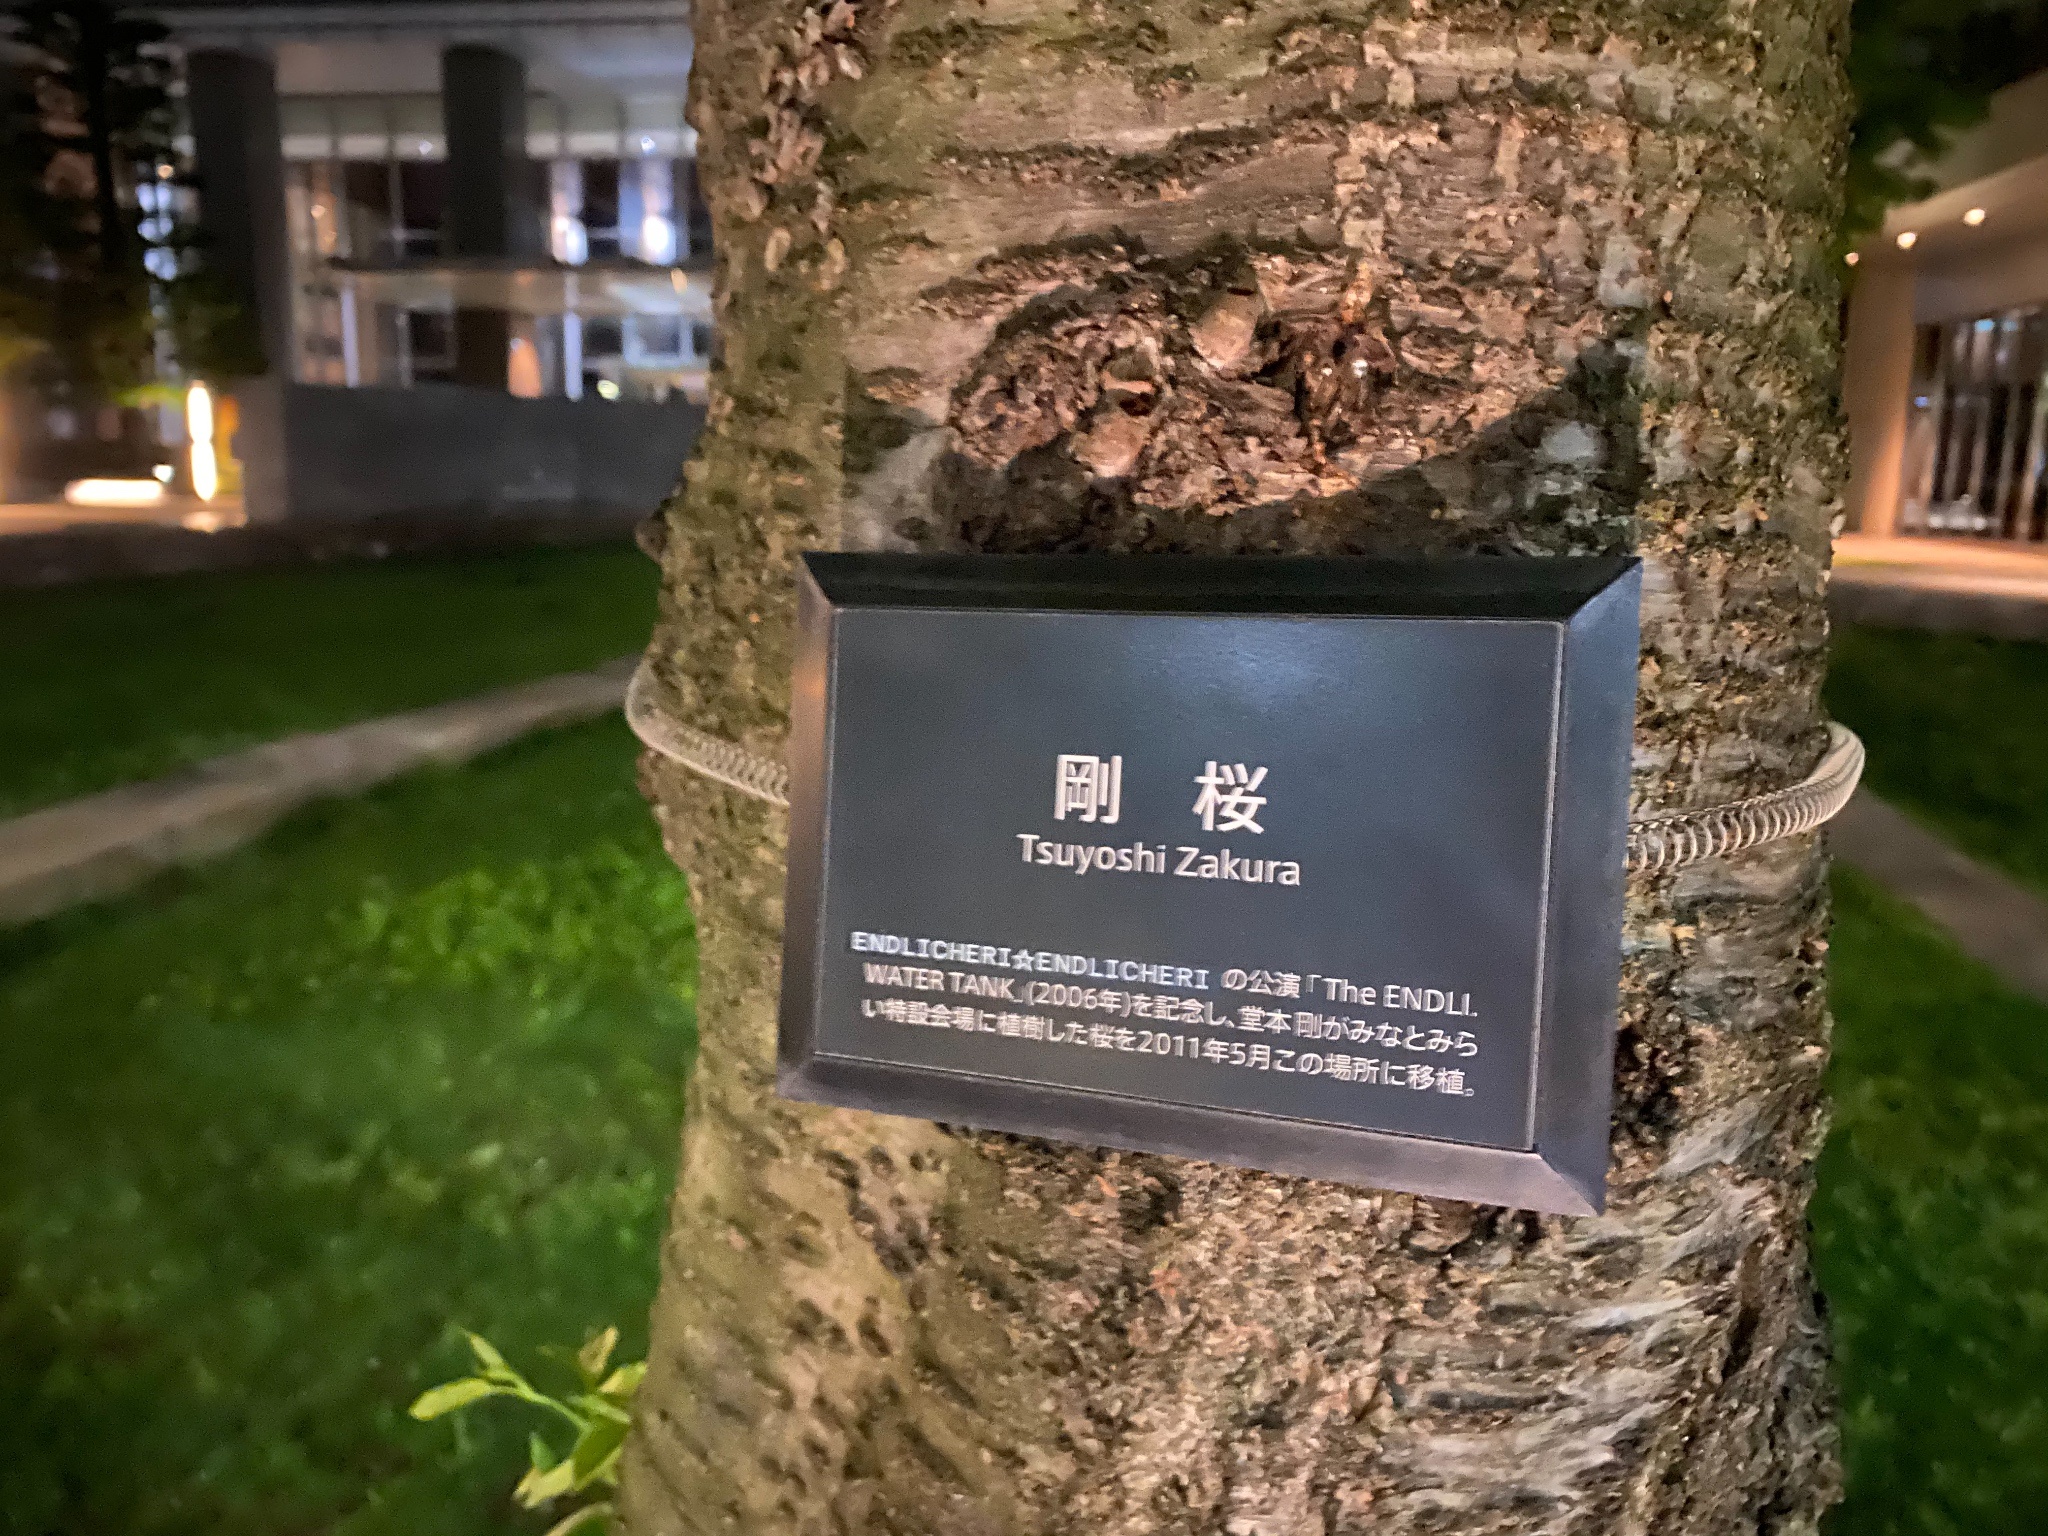 剛 桜
Tsuyoshi Zakura
ENDLICHERI☆ENDLICHERI の公演「The ENDLI.
WATER TANK」(2006年)を記念し、堂本 剛がみなとみら
い特設会場に植樹した桜を2011年5月この場所に移植。